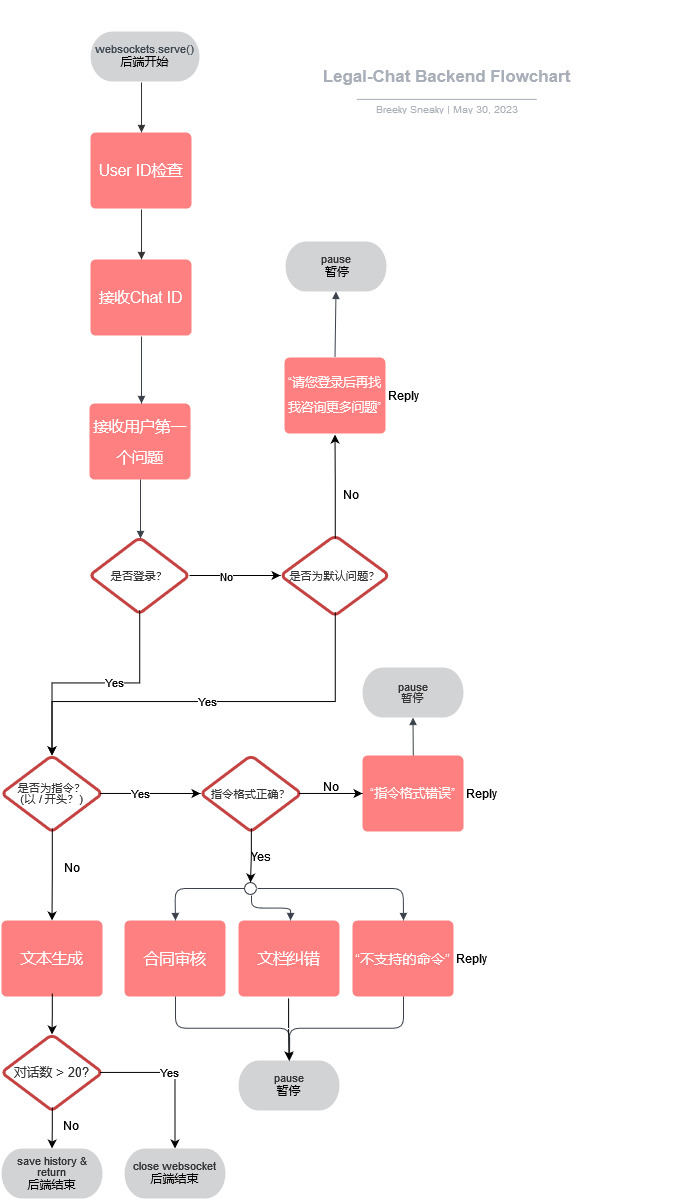 websockets.serve()
后端开始
Legal-Chat Backend Flowchart
Breeky Sneaky | May 30, 2023
User ID检查
接收Chat ID
pause
暂停
“请您登录后再找
我咨询更多问题”
Reply
接收用户第一
个问题
No
是否登录?
No
是否为默认问题?
Yes
Yes
pause
暂停
是否为指令?
(以 / 开头? )
Yes
指令格式正确?
No
“指令格式错误”
Reply
No
Yes
文本生成
合同审核
文档纠错
“不支持的命令”
Reply
对话数 > 20?
Yes
pause
暂停
No
save history &
return
后端结束
close websocket
后端结束